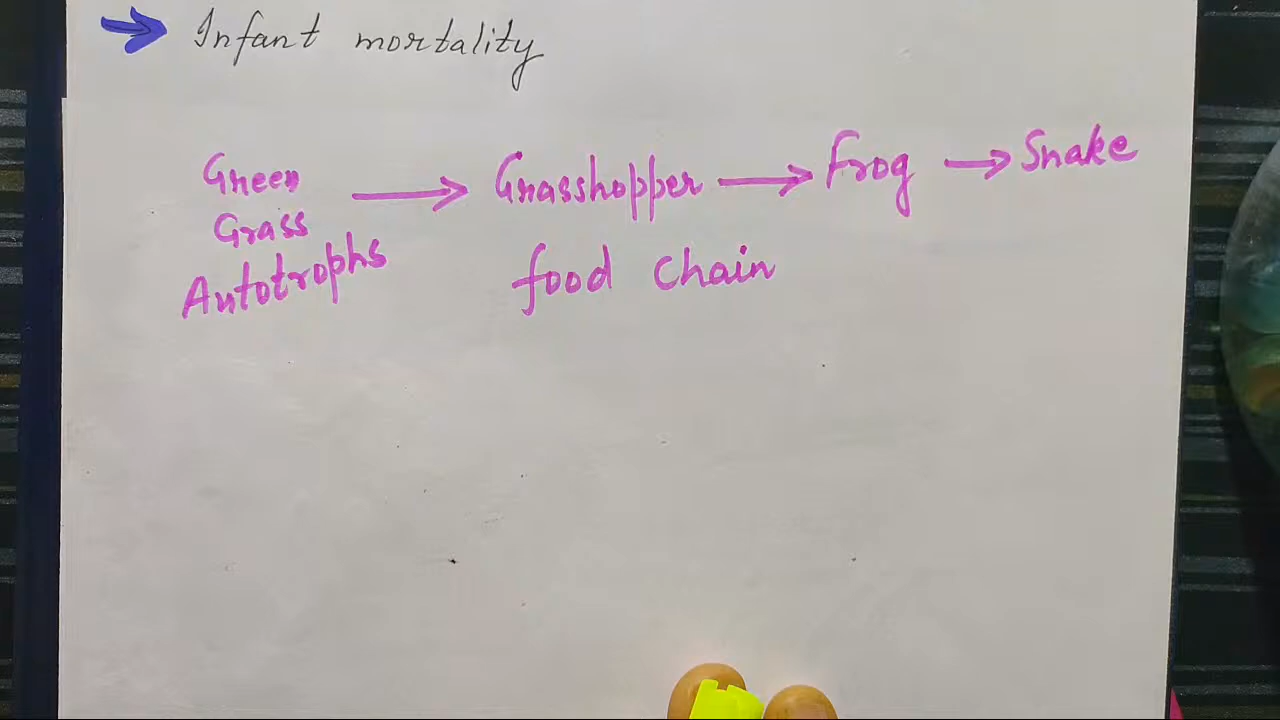 Infant mortality
Green → Grasshopper → Frog → Snake
Grass
Autotrophs food chain